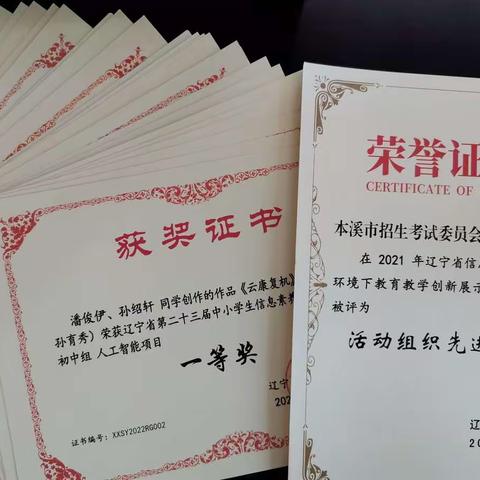 获奖证书
潘俊伊、孙绍轩 同学创作的作品《云康复机》
孙育秀）荣获辽宁省第二十三届中小学生信息素养
初中组 人工智能项目
一等奖
辽宁
202
证书编号：XXSY2022RG002
荣誉证
CERTIFICATE OF
本溪市招生考试委员会
在 2021 年辽宁省信息
环境下教育教学创新展示
被评为
活动组织先进
辽
20